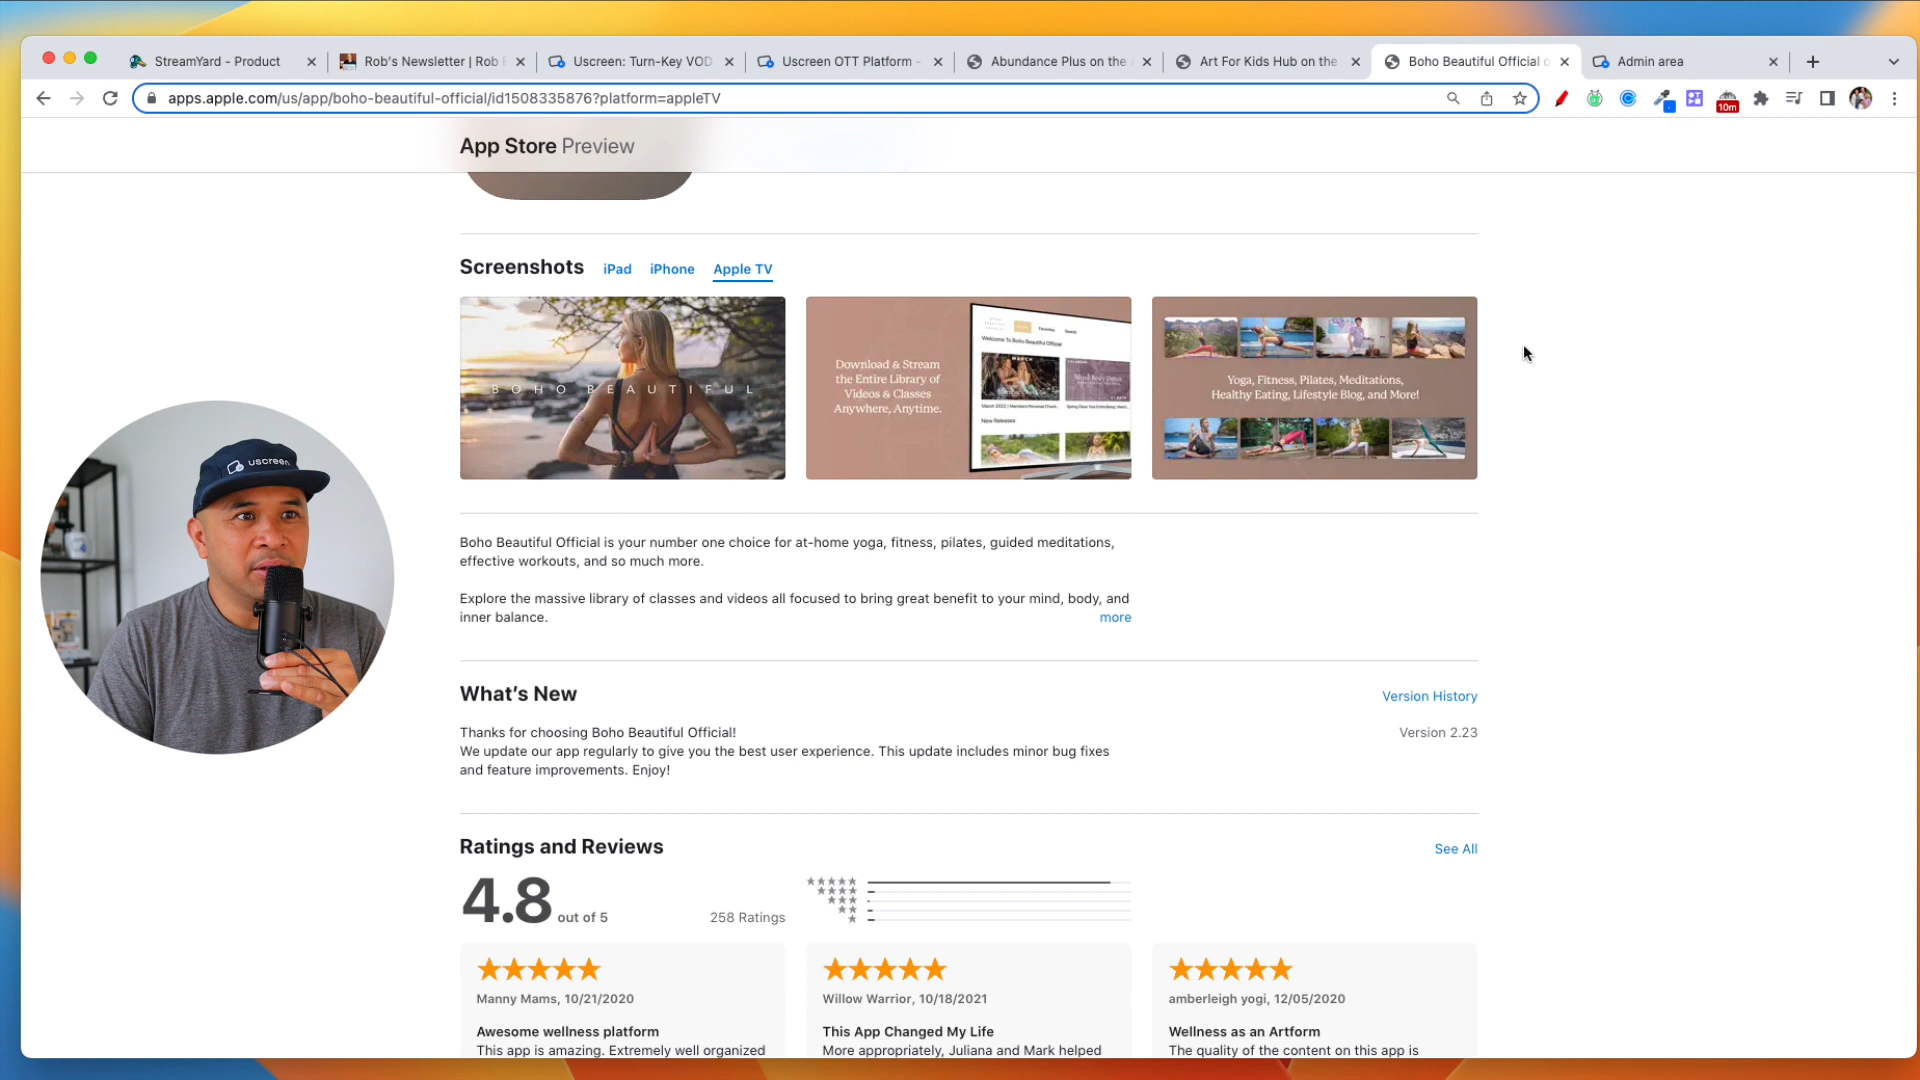 StreamYard - Product
Rob's Newsletter | Rob
Uscreen: Turn-Key VOD
Uscreen OTT Platform -
Abundance Plus on the
Art For Kids Hub on the
Boho Beautiful Official
Admin area
apps.apple.com/us/app/boho-beautiful-official/id1508335876?platform=appleTV
10m
App Store Preview
Screenshots iPad iPhone Apple TV
BOHO BEAUTIFUL
Download & Stream
the Entire Library of
Videos & Classes
Anywhere, Anytime.
Favorites
Search
Welcome To Boho Beautiful Official
MARCH
New Releases
Yoga, Fitness, Pilates, Meditations,
Healthy Eating, Lifestyle Blog, and More!
uscreen
Boho Beautiful Official is your number one choice for at-home yoga, fitness, pilates, guided meditations,
effective workouts, and so much more.
Explore the massive library of classes and videos all focused to bring great benefit to your mind, body, and
inner balance.
more
What's New
Version History
Thanks for choosing Boho Beautiful Official!
Version 2.23
We update our app regularly to give you the best user experience. This update includes minor bug fixes
and feature improvements. Enjoy!
Ratings and Reviews
See All
4.8 out of 5
258 Ratings
Manny Mams, 10/21/2020
Awesome wellness platform
This app is amazing. Extremely well organized
Willow Warrior, 10/18/2021
This App Changed My Life
More appropriately, Juliana and Mark helped
amberleigh yogi, 12/05/2020
Wellness as an Artform
The quality of the content on this app is